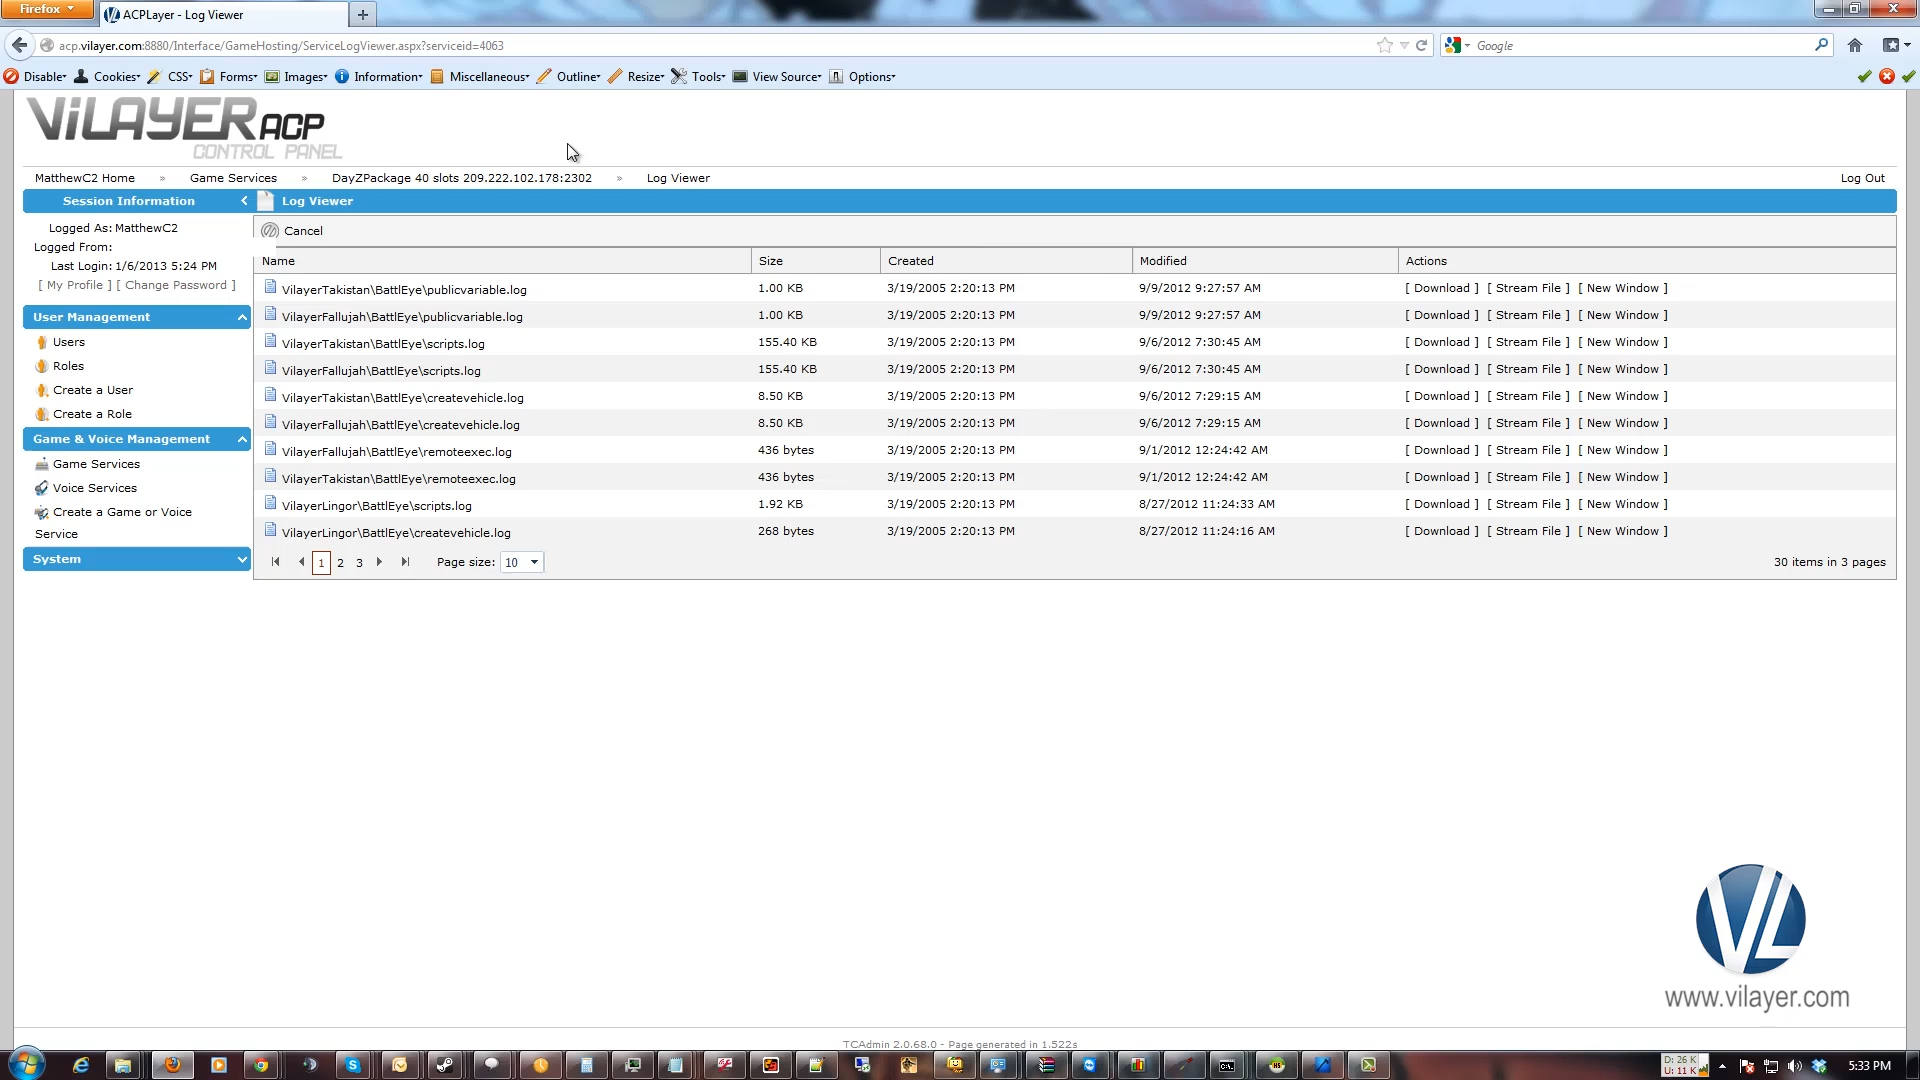 Firefox
ACPLayer - Log Viewer
acp.vilayer.com:8880/Interface/GameHosting/ServiceLogViewer.aspx?serviceid=4063
Google
Disable Cookies CSS Forms Images Information Miscellaneous Outline Resize Tools View Source Options
ViLAYER ACP
CONTROL PANEL
MatthewC2 Home » Game Services » DayZPackage 40 slots 209.222.102.178:2302 » Log Viewer Log Out
Session Information
Log Viewer
Logged As: MatthewC2
Logged From:
Last Login: 1/6/2013 5:24 PM
[ My Profile ] [ Change Password ]
User Management
Users
Roles
Create a User
Create a Role
Game & Voice Management
Game Services
Voice Services
Create a Game or Voice
Service
System
Cancel
Name Size Created Modified Actions
VilayerTakistan\BattlEye\publicvariable.log 1.00 KB 3/19/2005 2:20:13 PM 9/9/2012 9:27:57 AM [ Download ] [ Stream File ] [ New Window ]
VilayerFallujah\BattlEye\publicvariable.log 1.00 KB 3/19/2005 2:20:13 PM 9/9/2012 9:27:57 AM [ Download ] [ Stream File ] [ New Window ]
VilayerTakistan\BattlEye\scripts.log 155.40 KB 3/19/2005 2:20:13 PM 9/6/2012 7:30:45 AM [ Download ] [ Stream File ] [ New Window ]
VilayerFallujah\BattlEye\scripts.log 155.40 KB 3/19/2005 2:20:13 PM 9/6/2012 7:30:45 AM [ Download ] [ Stream File ] [ New Window ]
VilayerTakistan\BattlEye\createvehicle.log 8.50 KB 3/19/2005 2:20:13 PM 9/6/2012 7:29:15 AM [ Download ] [ Stream File ] [ New Window ]
VilayerFallujah\BattlEye\createvehicle.log 8.50 KB 3/19/2005 2:20:13 PM 9/6/2012 7:29:15 AM [ Download ] [ Stream File ] [ New Window ]
VilayerFallujah\BattlEye\remoteexec.log 436 bytes 3/19/2005 2:20:13 PM 9/1/2012 12:24:42 AM [ Download ] [ Stream File ] [ New Window ]
VilayerTakistan\BattlEye\remoteexec.log 436 bytes 3/19/2005 2:20:13 PM 9/1/2012 12:24:42 AM [ Download ] [ Stream File ] [ New Window ]
VilayerLingor\BattlEye\scripts.log 1.92 KB 3/19/2005 2:20:13 PM 8/27/2012 11:24:33 AM [ Download ] [ Stream File ] [ New Window ]
VilayerLingor\BattlEye\createvehicle.log 268 bytes 3/19/2005 2:20:13 PM 8/27/2012 11:24:16 AM [ Download ] [ Stream File ] [ New Window ]
1 2 3 Page size: 10 30 items in 3 pages
VL
www.vilayer.com
TCAdmin 2.0.68.0 - Page generated in 1.522s
D: 26 K
U: 11 K
5:33 PM